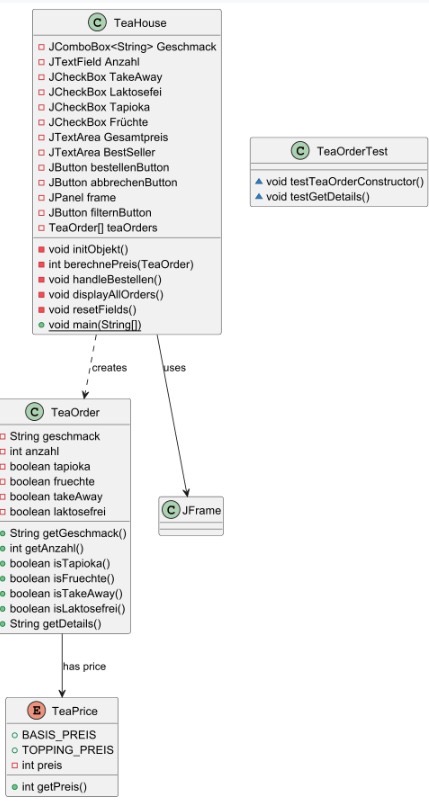 C TeaHouse
JComboBox<String> Geschmack
JTextField Anzahl
JCheckBox TakeAway
JCheckBox Laktosefei
JCheckBox Tapioka
JCheckBox Früchte
JTextArea Gesamtpreis
JTextArea BestSeller
JButton bestellenButton
JButton abbrechenButton
JPanel frame
JButton filternButton
TeaOrder[] teaOrders
void initObjekt()
int berechnePreis(TeaOrder)
void handleBestellen()
void displayAllOrders()
void resetFields()
void main(String[])
C TeaOrderTest
void testTeaOrderConstructor()
void testGetDetails()
creates
uses
C TeaOrder
String geschmack
int anzahl
boolean tapioka
boolean fruechte
boolean takeAway
boolean laktosefrei
String getGeschmack()
int getAnzahl()
boolean isTapioka()
boolean isFruechte()
boolean isTakeAway()
boolean isLaktosefrei()
String getDetails()
C JFrame
has price
E TeaPrice
BASIS_PREIS
TOPPING_PREIS
int preis
int getPreis()